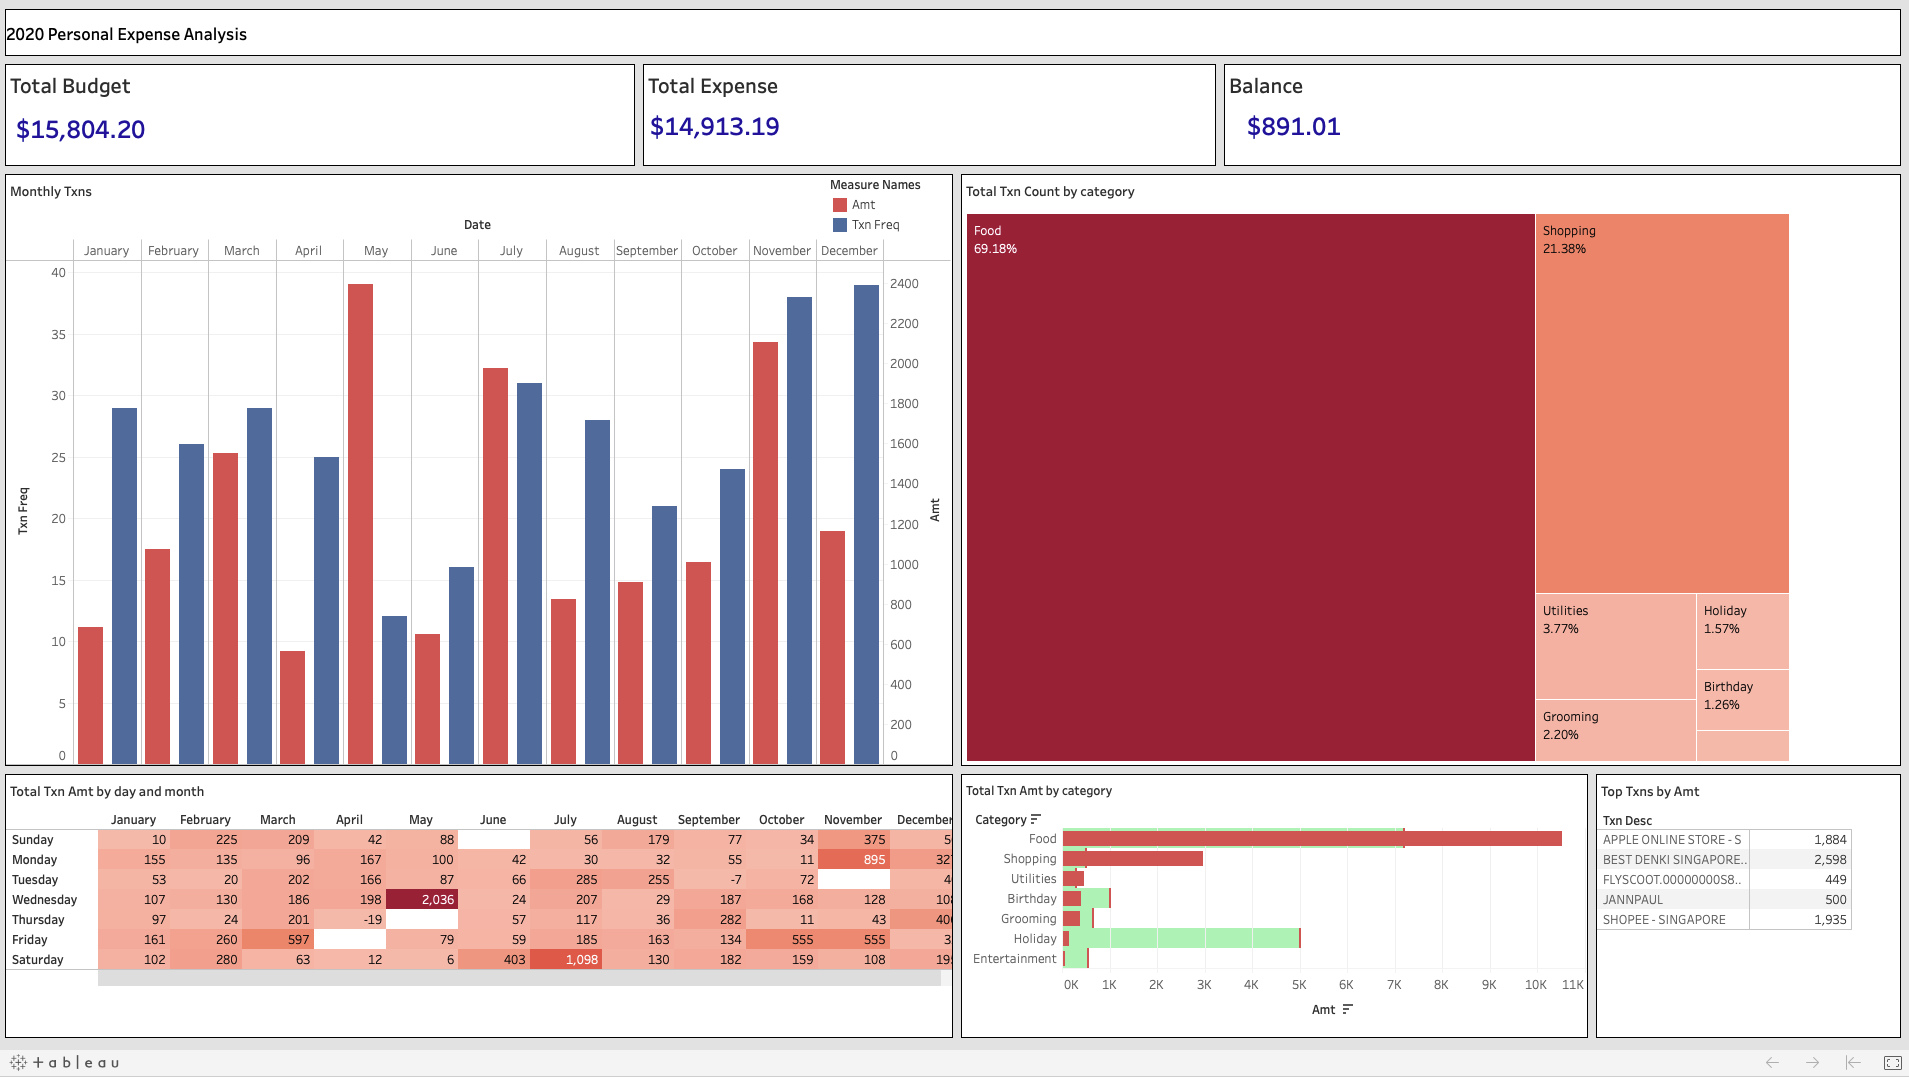 2020 Personal Expense Analysis
Total Budget
$15,804.20
Total Expense
$14,913.19
Balance
$891.01
Monthly Txns
Measure Names
Amt
Txn Freq
Date
January February March April May June July August September October November December
40
35
30
25
20
15
10
5
0
Txn Freq
2400
2200
2000
1800
1600
1400
1200
1000
800
600
400
200
0
Amt
Total Txn Count by category
Food
69.18%
Shopping
21.38%
Utilities
3.77%
Holiday
1.57%
Birthday
1.26%
Grooming
2.20%
Total Txn Amt by day and month
January February March April May June July August September October November December
Sunday 10 225 209 42 88 56 179 77 34 375
Monday 155 135 96 167 100 42 30 32 55 11 895
Tuesday 53 20 202 166 87 66 285 255 -7 72
Wednesday 107 130 186 198 2,036 24 207 29 187 168 128
Thursday 97 24 201 -19 57 117 36 282 11 43
Friday 161 260 597 79 59 185 163 134 555 555
Saturday 102 280 63 12 6 403 1,098 130 182 159 108
Total Txn Amt by category
Category
Food
Shopping
Utilities
Birthday
Grooming
Holiday
Entertainment
0K 1K 2K 3K 4K 5K 6K 7K 8K 9K 10K 11K
Amt
Top Txns by Amt
Txn Desc
APPLE ONLINE STORE - S 1,884
BEST DENKI SINGAPORE.. 2,598
FLYSCOOT.00000000S8.. 449
JANNPAUL 500
SHOPEE - SINGAPORE 1,935
+ableau